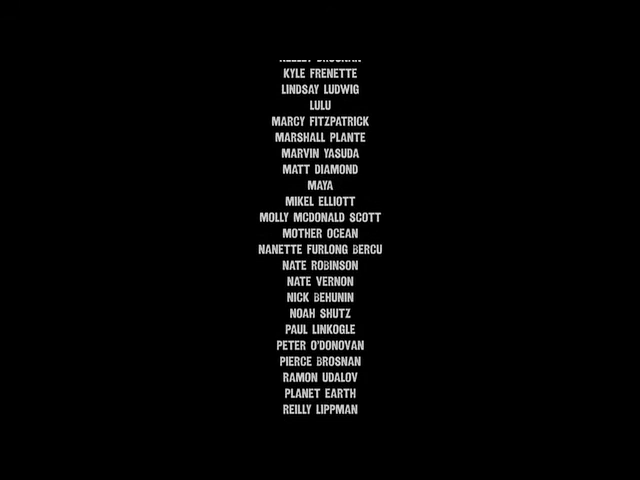 KYLE FRENETTE
LINDSAY LUDWIG
LULU
MARCY FITZPATRICK
MARSHALL PLANTE
MARVIN YASUDA
MATT DIAMOND
MAYA
MIKEL ELLIOTT
MOLLY MCDONALD SCOTT
MOTHER OCEAN
NANETTE FURLONG BERCU
NATE ROBINSON
NATE VERNON
NICK BEHUNIN
NOAH SHUTZ
PAUL LINKOGLE
PETER O'DONOVAN
PIERCE BROSNAN
RAMON UDALOV
PLANET EARTH
REILLY LIPPMAN